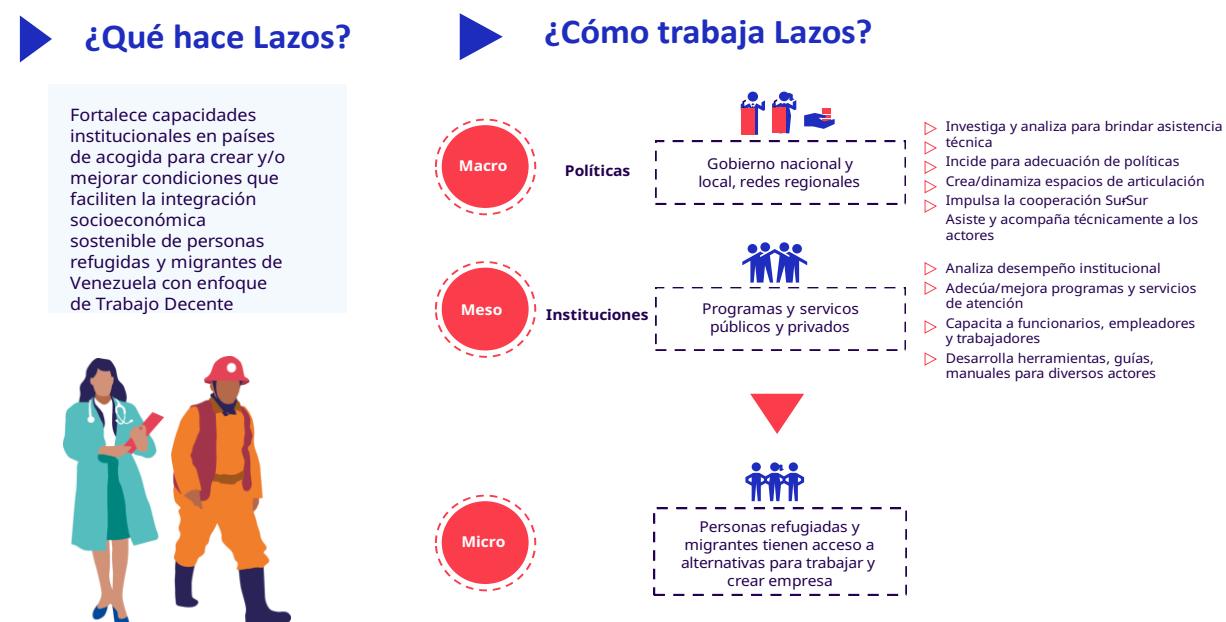 ¿Qué hace Lazos?
Fortalece capacidades
institucionales en países
de acogida para crear y/o
mejorar condiciones que
faciliten la integración
socioeconómica
sostenible de personas
refugidas y migrantes de
Venezuela con enfoque
de Trabajo Decente
¿Cómo trabaja Lazos?
Macro
Políticas
Gobierno nacional y
local, redes regionales
Investiga y analiza para brindar asistencia
técnica
Incide para adecuación de políticas
Crea/dinamiza espacios de articulación
Impulsa la cooperación Sur-Sur
Asiste y acompaña técnicamente a los
actores
Meso
Instituciones
Programas y servicos
públicos y privados
Analiza desempeño institucional
Adecúa/mejora programas y servicios
de atención
Capacita a funcionarios, empleadores
y trabajadores
Desarrolla herramientas, guías,
manuales para diversos actores
Micro
Personas refugiadas y
migrantes tienen acceso a
alternativas para trabajar y
crear empresa